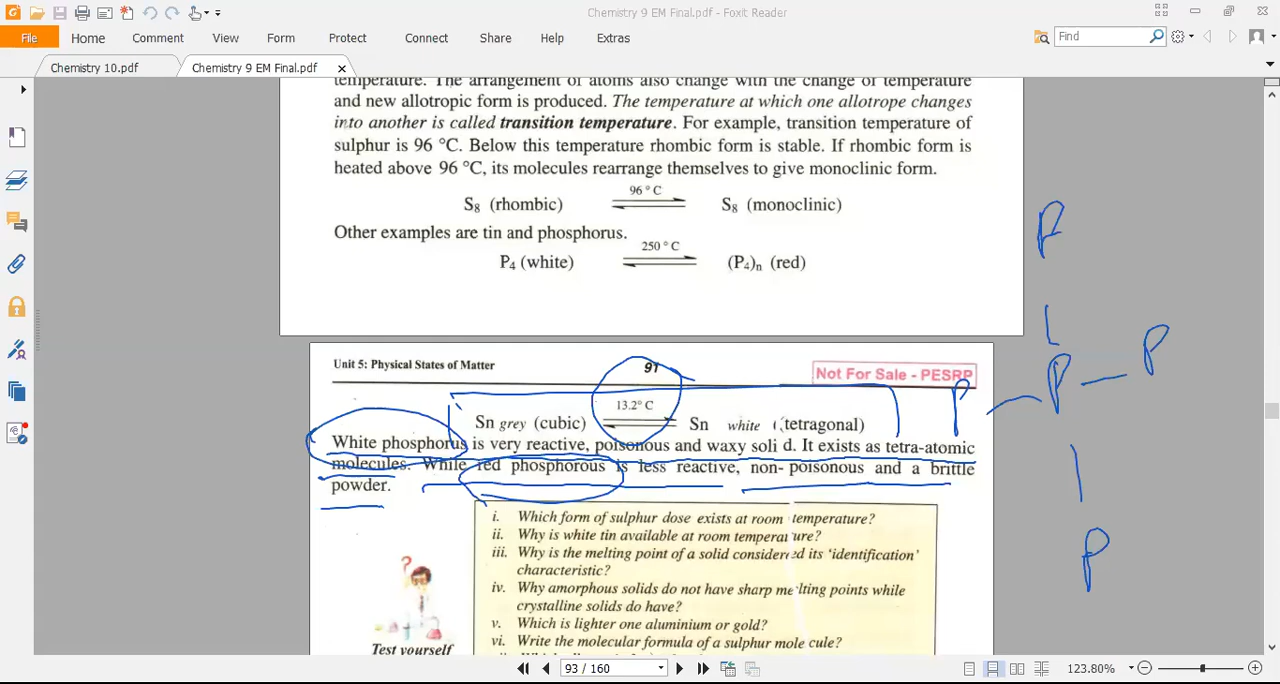 Chemistry 9 EM Final.pdf - Foxit Reader
File Home Comment View Form Protect Connect Share Help Extras Find
Chemistry 10.pdf Chemistry 9 EM Final.pdf
temperature. The arrangement of atoms also change with the change of temperature
and new allotropic form is produced. The temperature at which one allotrope changes
into another is called transition temperature. For example, transition temperature of
sulphur is 96 °C. Below this temperature rhombic form is stable. If rhombic form is
heated above 96 °C, its molecules rearrange themselves to give monoclinic form.
96 ° C
S₈ (rhombic) ⇌ S₈ (monoclinic)
Other examples are tin and phosphorus.
250 ° C
P₄ (white) ⇌ (P₄)ₙ (red)
P
P
P
P
P
Unit 5: Physical States of Matter 91 Not For Sale - PESRP
13.2° C
Sn grey (cubic) ⇌ Sn white (tetragonal)
White phosphorus is very reactive, poisonous and waxy soli d. It exists as tetra-atomic
molecules. While red phosphorous is less reactive, non- poisonous and a brittle
powder.
i. Which form of sulphur dose exists at room temperature?
ii. Why is white tin available at room temperature?
iii. Why is the melting point of a solid considered its 'identification'
characteristic?
iv. Why amorphous solids do not have sharp melting points while
crystalline solids do have?
v. Which is lighter one aluminium or gold?
vi. Write the molecular formula of a sulphur mole cule?
Test yourself
93 / 160 123.80%